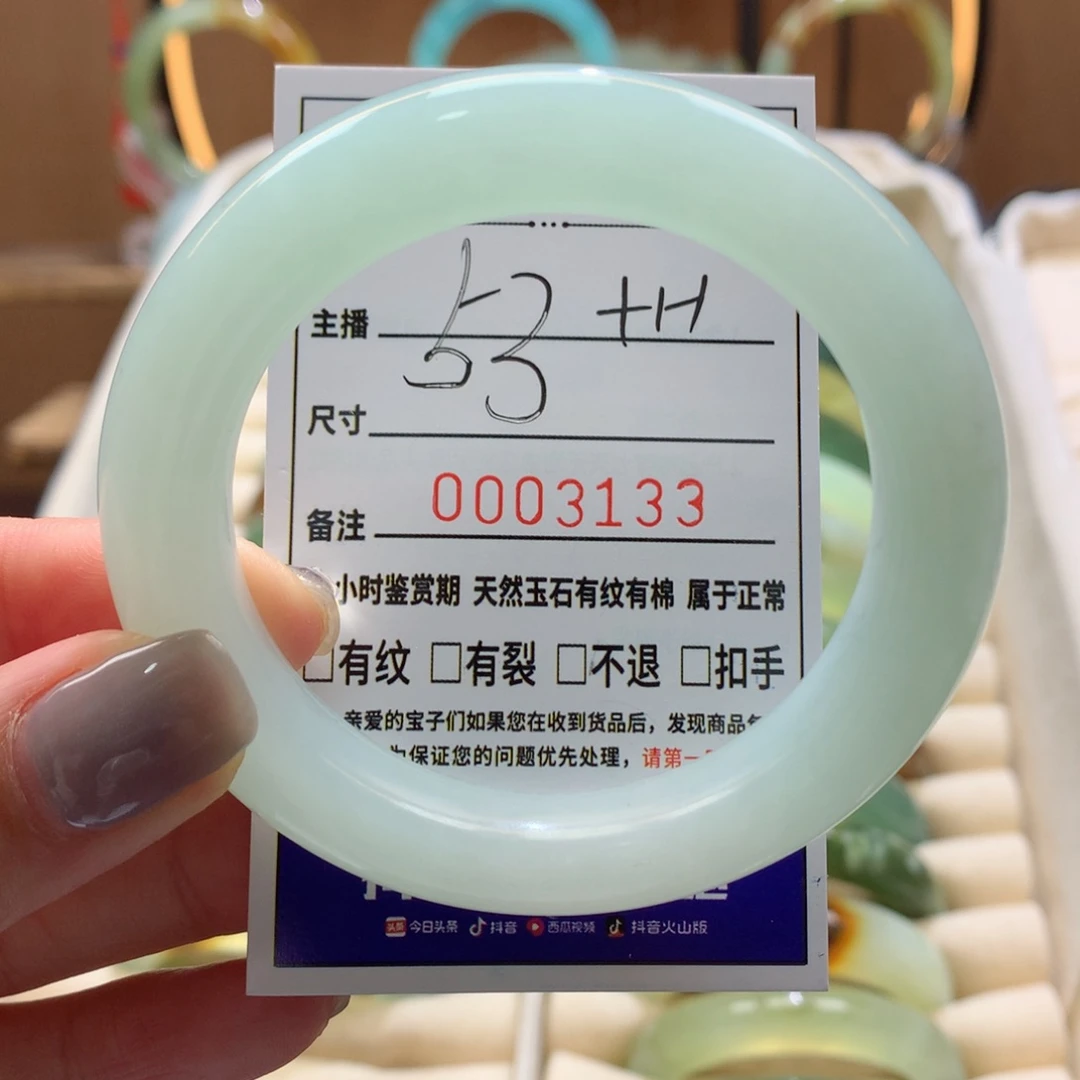 主播
53 +H
尺寸
备注 0003133
小时鉴赏期 天然玉石有纹有棉 属于正常
□有纹 □有裂 □不退 □扣手
亲爱的宝子们如果您在收到货品后，发现商品
保证您的问题优先处理，请第一
头条 今日头条 抖音 西瓜视频 抖音火山版